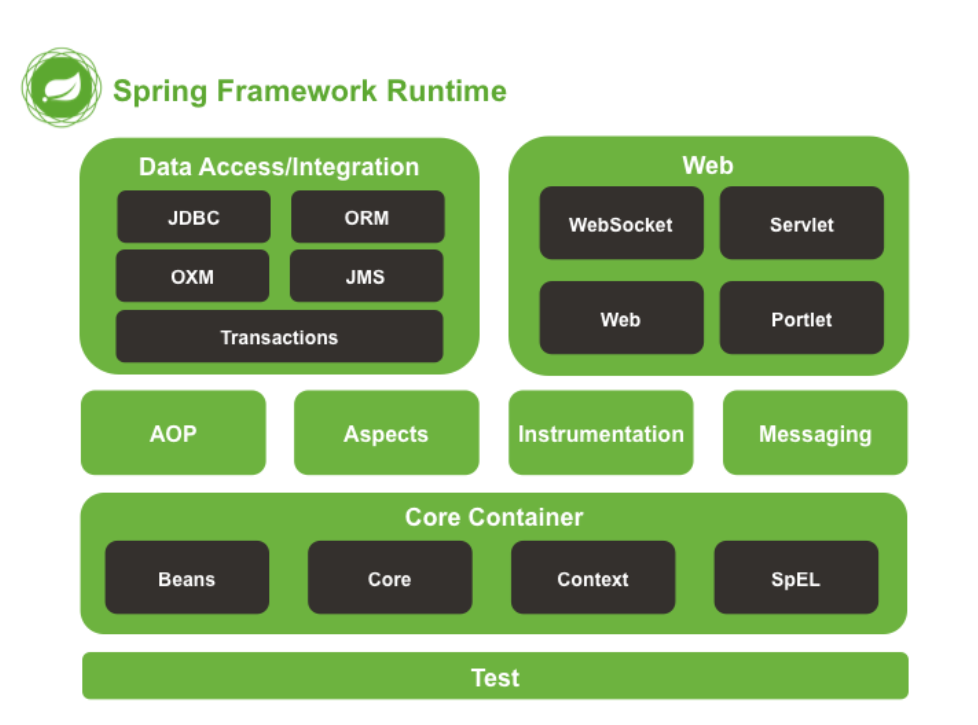 Spring Framework Runtime
Data Access/Integration
JDBC
ORM
OXM
JMS
Transactions
Web
WebSocket
Servlet
Web
Portlet
AOP
Aspects
Instrumentation
Messaging
Core Container
Beans
Core
Context
SpEL
Test